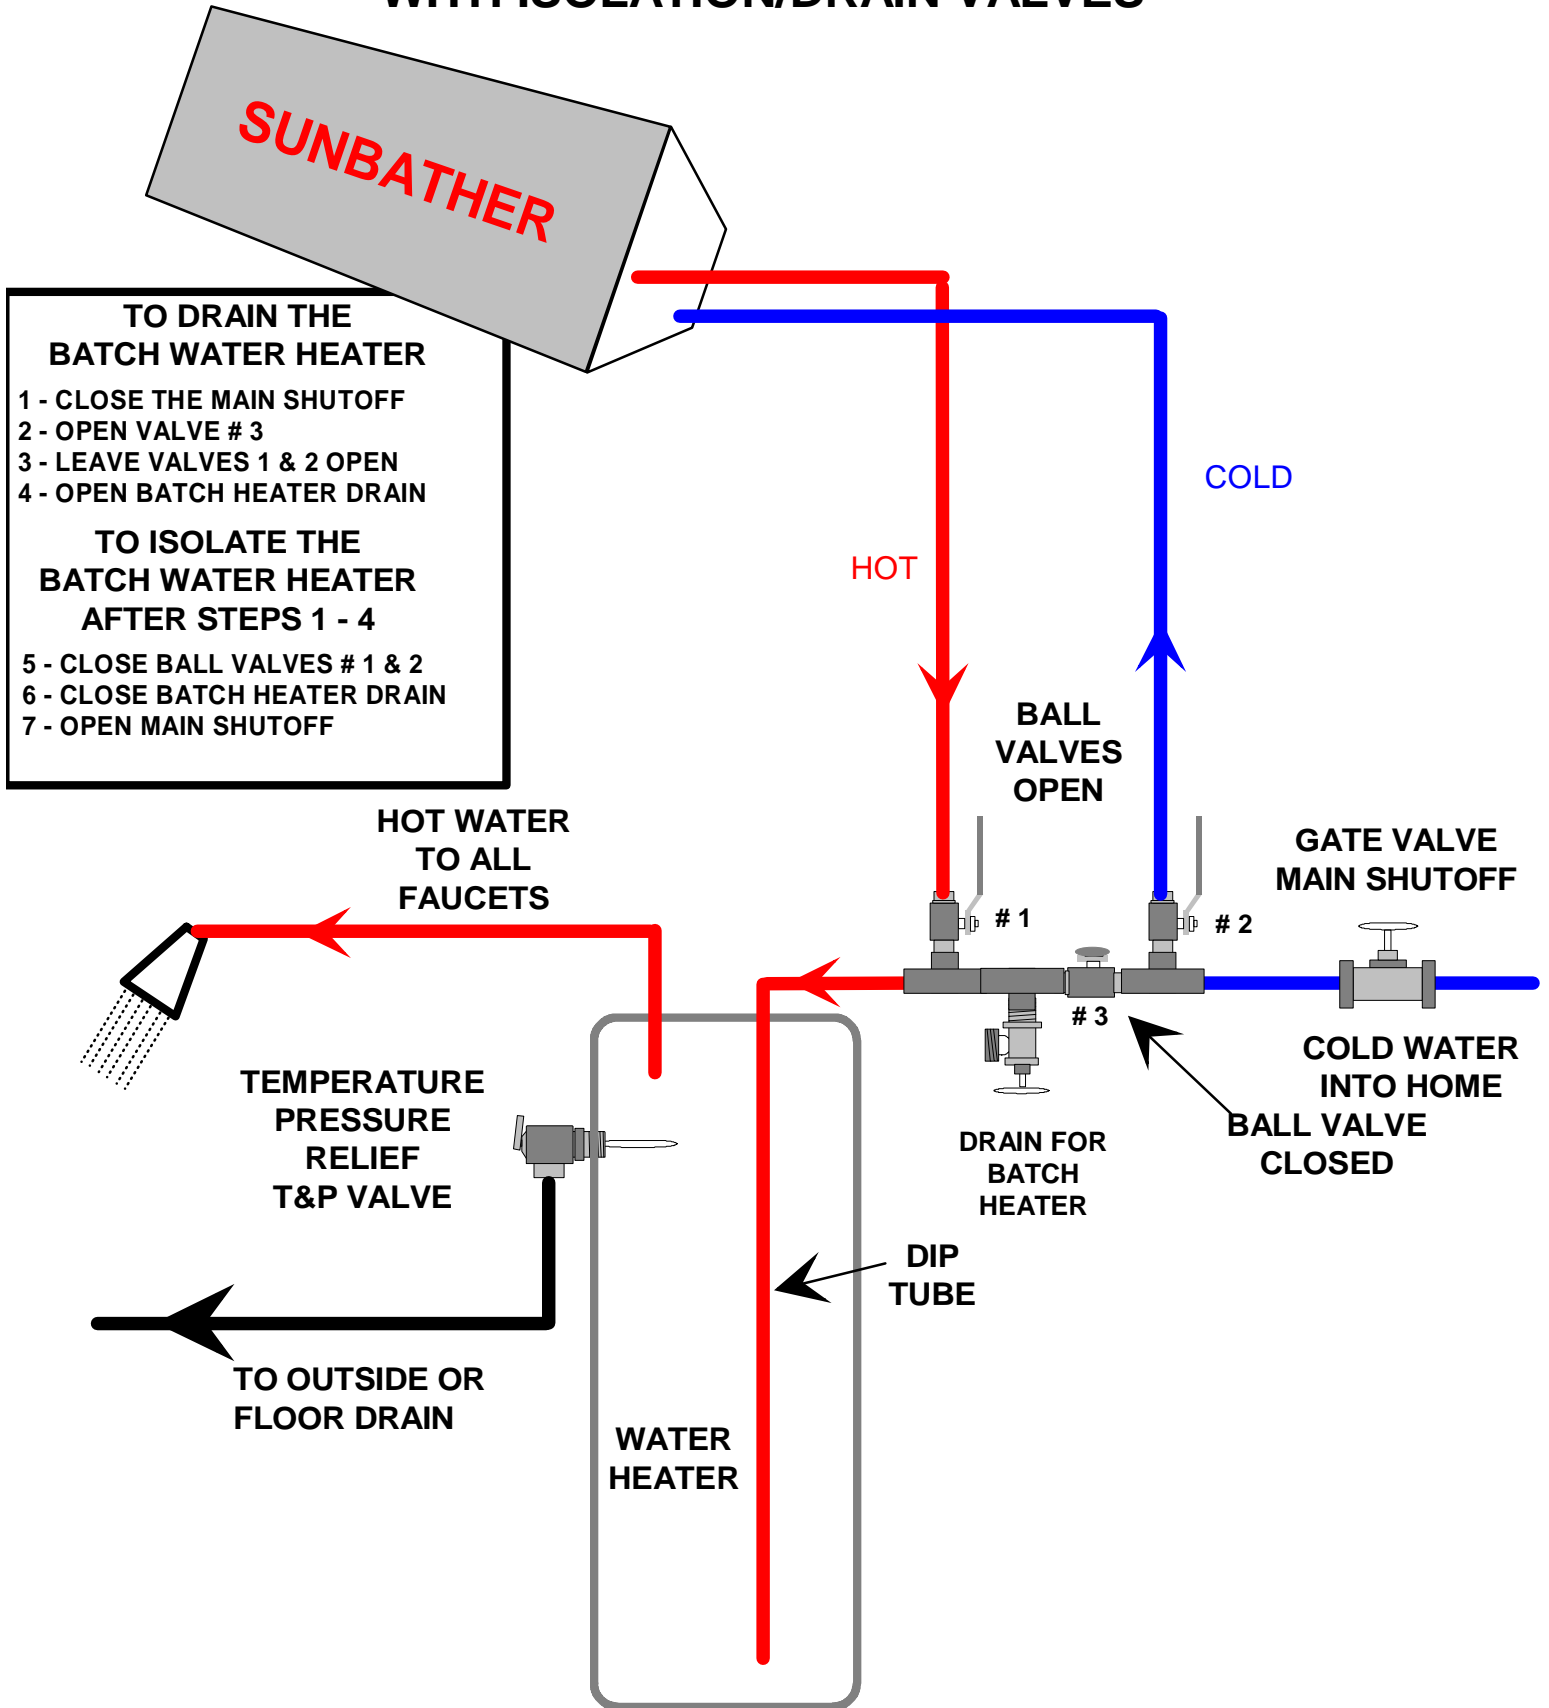 WITH ISOLATION/DRAIN VALVES
SUNBATHER
TO DRAIN THE
BATCH WATER HEATER
1 - CLOSE THE MAIN SHUTOFF
2 - OPEN VALVE # 3
3 - LEAVE VALVES 1 & 2 OPEN
4 - OPEN BATCH HEATER DRAIN
TO ISOLATE THE
BATCH WATER HEATER
AFTER STEPS 1 - 4
5 - CLOSE BALL VALVES # 1 & 2
6 - CLOSE BATCH HEATER DRAIN
7 - OPEN MAIN SHUTOFF
COLD
HOT
BALL
VALVES
OPEN
HOT WATER
TO ALL
FAUCETS
GATE VALVE
MAIN SHUTOFF
# 1
# 2
# 3
COLD WATER
INTO HOME
BALL VALVE
CLOSED
TEMPERATURE
PRESSURE
RELIEF
T&P VALVE
DRAIN FOR
BATCH
HEATER
DIP
TUBE
TO OUTSIDE OR
FLOOR DRAIN
WATER
HEATER